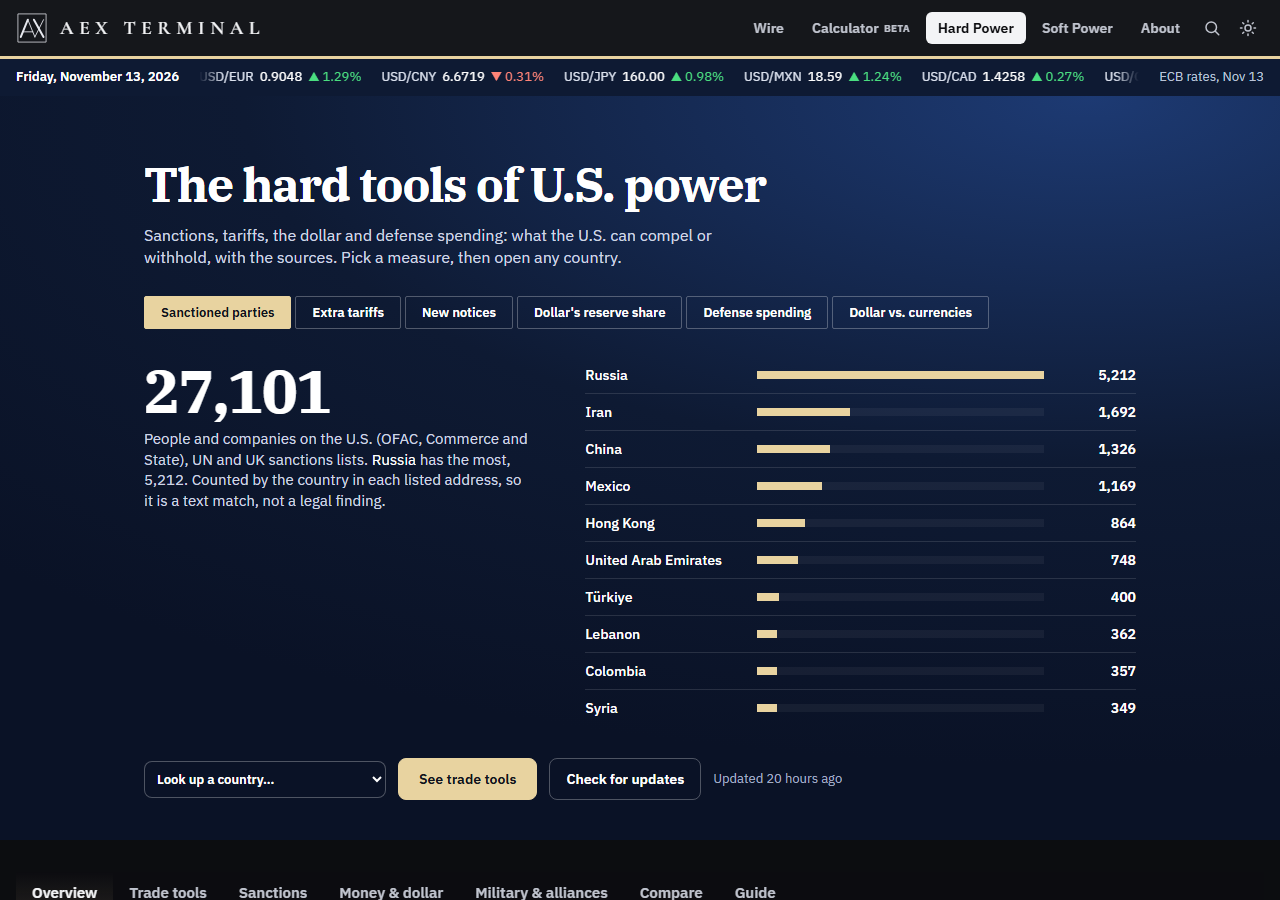 AEX TERMINAL
Wire Calculator BETA Hard Power Soft Power About
Friday, November 13, 2026 USD/EUR 0.9048 ▲ 1.29% USD/CNY 6.6719 ▼ 0.31% USD/JPY 160.00 ▲ 0.98% USD/MXN 18.59 ▲ 1.24% USD/CAD 1.4258 ▲ 0.27% USD/ ECB rates, Nov 13
The hard tools of U.S. power
Sanctions, tariffs, the dollar and defense spending: what the U.S. can compel or
withhold, with the sources. Pick a measure, then open any country.
Sanctioned parties Extra tariffs New notices Dollar's reserve share Defense spending Dollar vs. currencies
27,101
People and companies on the U.S. (OFAC, Commerce and
State), UN and UK sanctions lists. Russia has the most,
5,212. Counted by the country in each listed address, so
it is a text match, not a legal finding.
Russia 5,212
Iran 1,692
China 1,326
Mexico 1,169
Hong Kong 864
United Arab Emirates 748
Türkiye 400
Lebanon 362
Colombia 357
Syria 349
Look up a country... See trade tools Check for updates Updated 20 hours ago
Overview Trade tools Sanctions Money & dollar Military & alliances Compare Guide